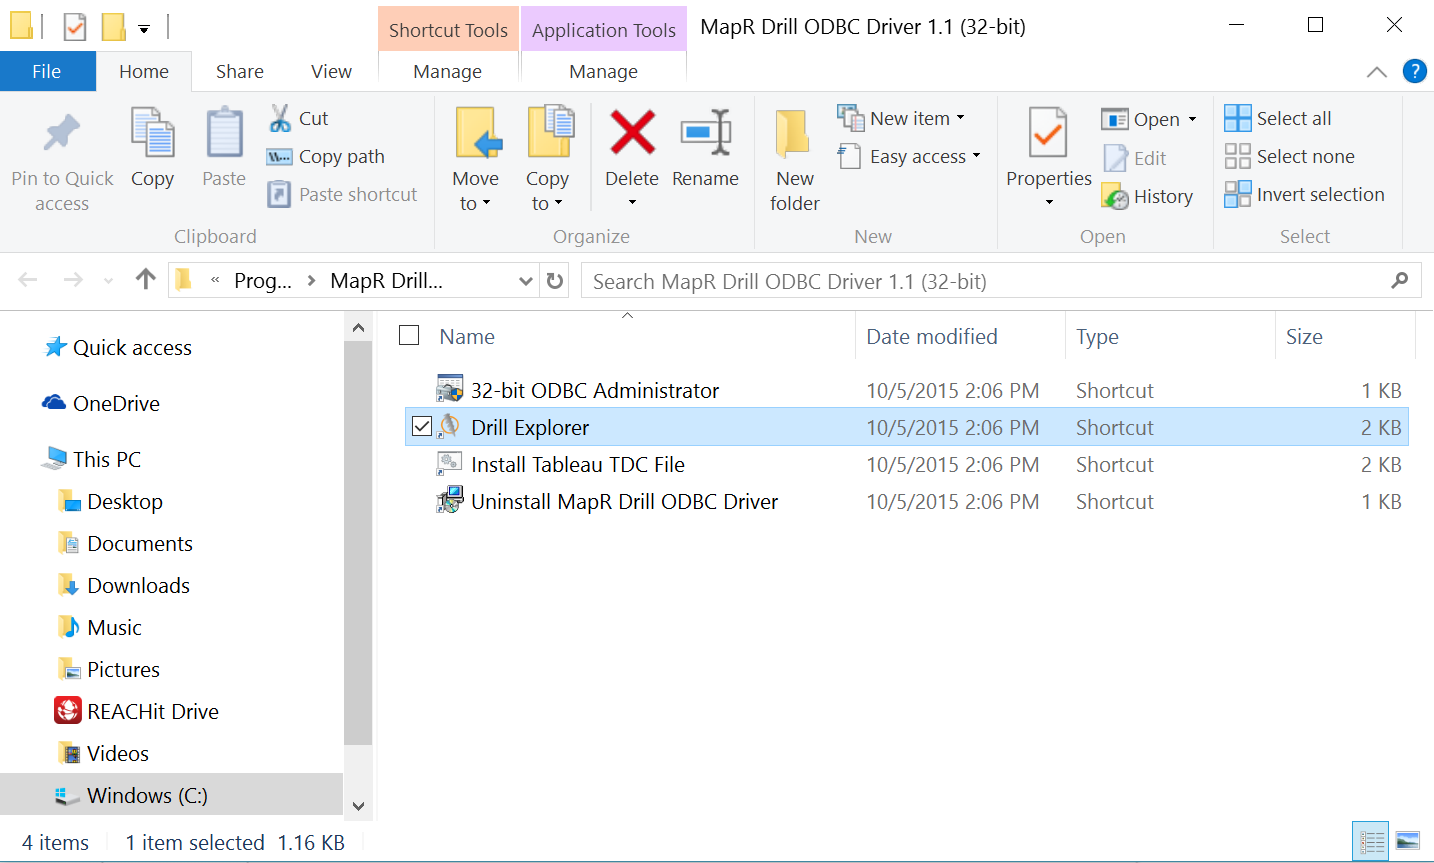 Shortcut Tools Application Tools MapR Drill ODBC Driver 1.1 (32-bit)
File Home Share View Manage Manage ?
Pin to Quick access
Copy
Paste
Cut
Copy path
Paste shortcut
Clipboard
Move to
Copy to
Delete
Rename
Organize
New folder
New item
Easy access
New
Properties
Open
Edit
History
Open
Select all
Select none
Invert selection
Select
« Prog... > MapR Drill...
Search MapR Drill ODBC Driver 1.1 (32-bit)
Quick access
OneDrive
This PC
Desktop
Documents
Downloads
Music
Pictures
REACHit Drive
Videos
Windows (C:)
Name Date modified Type Size
32-bit ODBC Administrator 10/5/2015 2:06 PM Shortcut 1 KB
Drill Explorer 10/5/2015 2:06 PM Shortcut 2 KB
Install Tableau TDC File 10/5/2015 2:06 PM Shortcut 2 KB
Uninstall MapR Drill ODBC Driver 10/5/2015 2:06 PM Shortcut 1 KB
4 items 1 item selected 1.16 KB